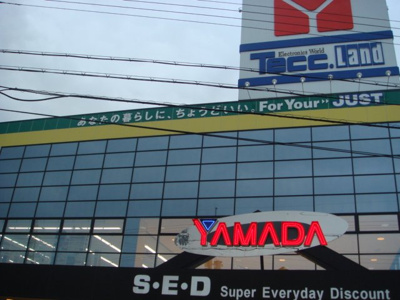 Electronics World
TECC.LAND
あなたの暮らしに、ちょうどいい。For Your" JUST
YAMADA
S・E・D Super Everyday Discount